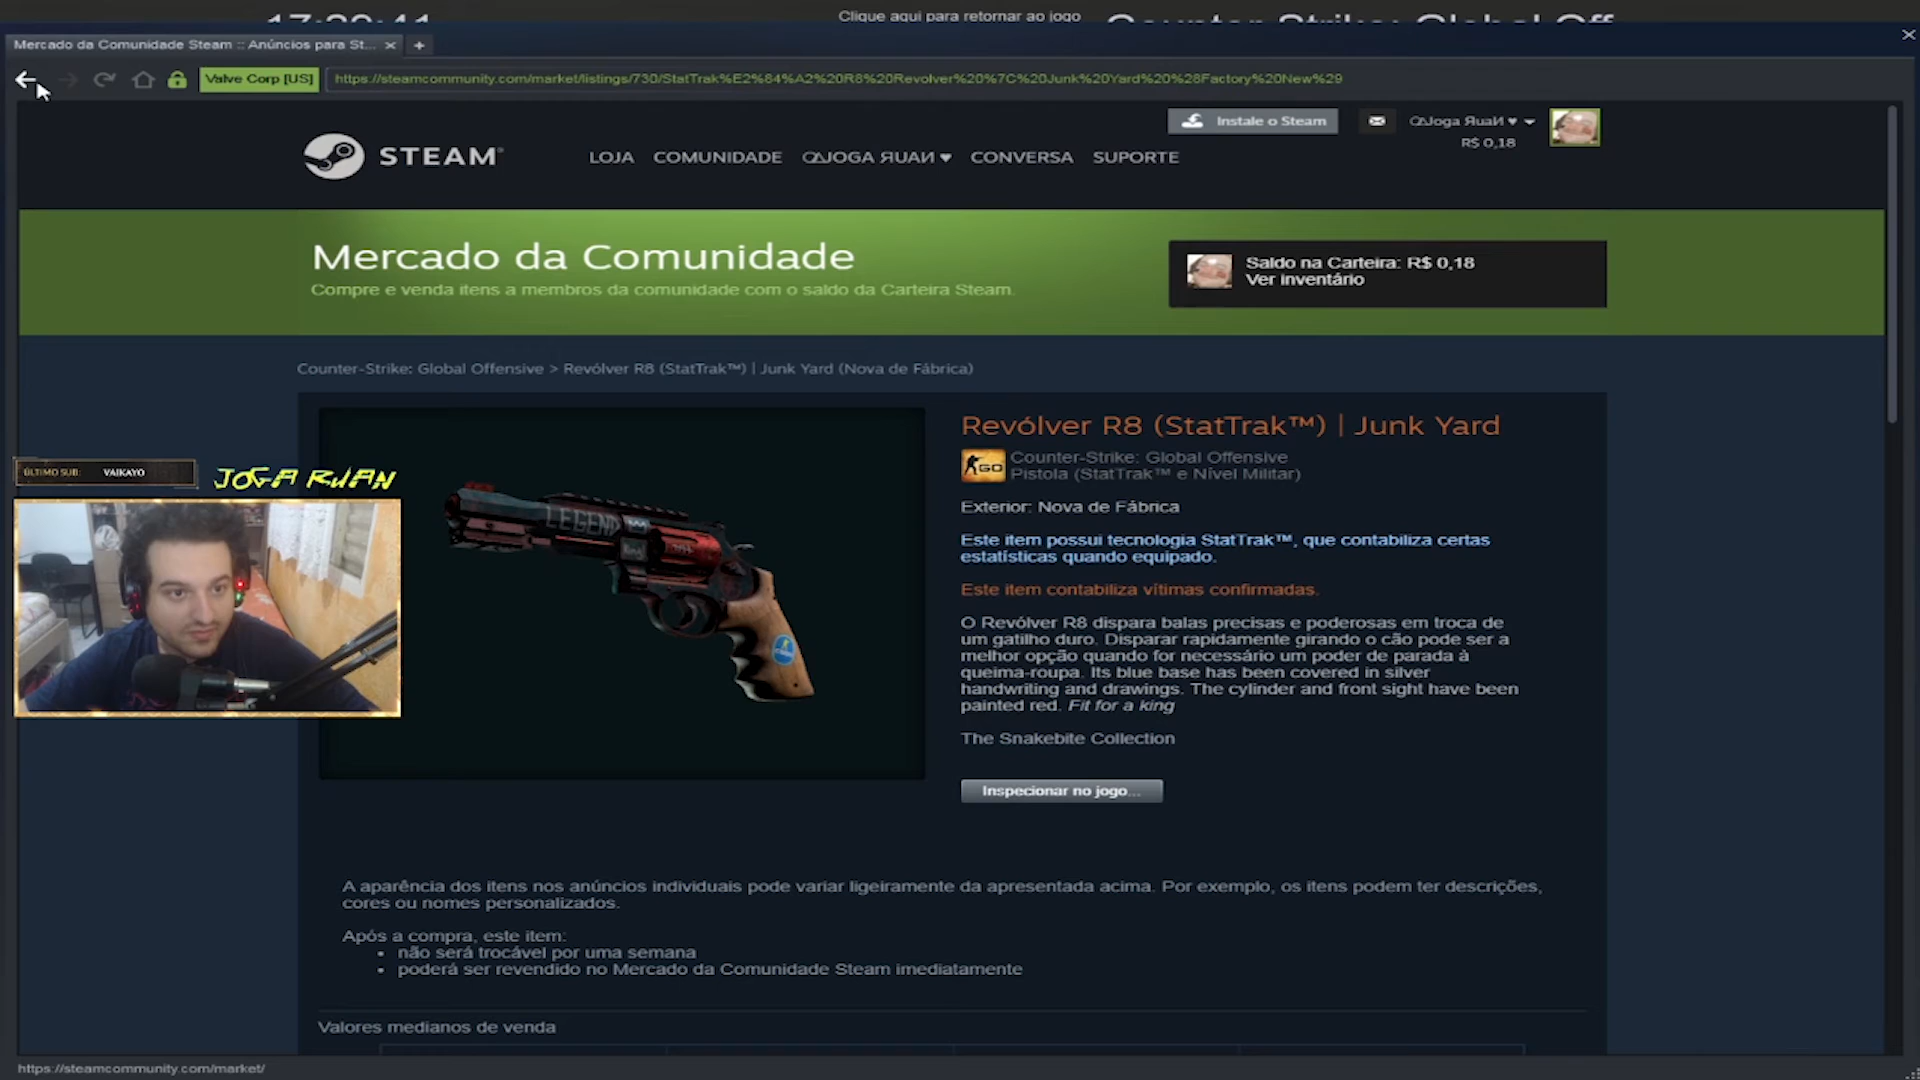 Clique aqui para retornar ao jogo
Mercado da Comunidade Steam :: Anúncios para St...
Valve Corp [US]
https://steamcommunity.com/market/listings/730/StatTrak%E2%84%A2%20R8%20Revolver%20%7C%20Junk%20Yard%20%28Factory%20New%29
Instale o Steam
R$ 0,18
STEAM
LOJA COMUNIDADE CONVERSA SUPORTE
Mercado da Comunidade
Compre e venda itens a membros da comunidade com o saldo da Carteira Steam.
Saldo na Carteira: R$ 0,18
Ver inventário
Counter-Strike: Global Offensive > Revólver R8 (StatTrak™) | Junk Yard (Nova de Fábrica)
Revólver R8 (StatTrak™) | Junk Yard
GO
Counter-Strike: Global Offensive
Pistola (StatTrak™ e Nível Militar)
Exterior: Nova de Fábrica
Este item possui tecnologia StatTrak™, que contabiliza certas
estatísticas quando equipado.
Este item contabiliza vítimas confirmadas.
O Revólver R8 dispara balas precisas e poderosas em troca de
um gatilho duro. Disparar rapidamente girando o cão pode ser a
melhor opção quando for necessário um poder de parada à
queima-roupa. Its blue base has been covered in silver
handwriting and drawings. The cylinder and front sight have been
painted red. Fit for a king
The Snakebite Collection
Inspecionar no jogo...
ÚLTIMO SUB: VAIKAYO
JOGA RUAN
LEGEND
A aparência dos itens nos anúncios individuais pode variar ligeiramente da apresentada acima. Por exemplo, os itens podem ter descrições,
cores ou nomes personalizados.
Após a compra, este item:
• não será trocável por uma semana
• poderá ser revendido no Mercado da Comunidade Steam imediatamente
Valores medianos de venda
https://steamcommunity.com/market/